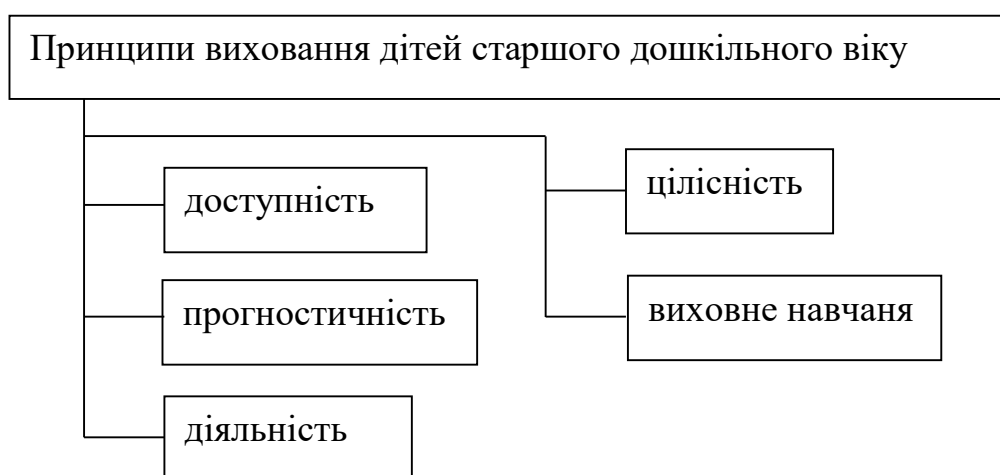 Принципи виховання дітей старшого дошкільного віку
доступність
прогностичність
діяльність
цілісність
виховне навчаня